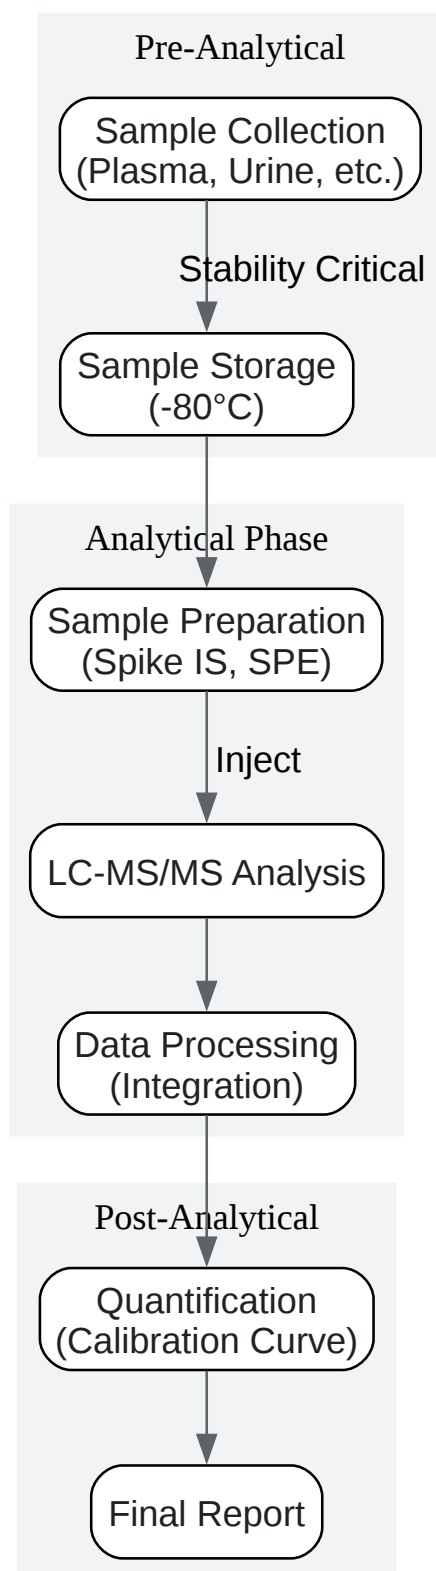 Pre-Analytical
Sample Collection
(Plasma, Urine, etc.)
Stability Critical
Sample Storage
(-80°C)
Analytical Phase
Sample Preparation
(Spike IS, SPE)
Inject
LC-MS/MS Analysis
Data Processing
(Integration)
Post-Analytical
Quantification
(Calibration Curve)
Final Report